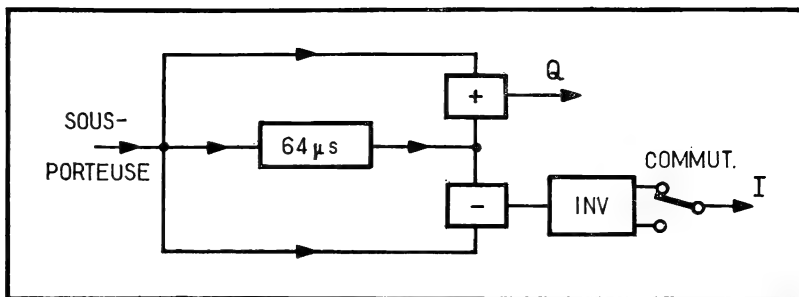 SOUS-
PORTEUSE
64 µs
+
Q
-
INV
COMMUT.
I